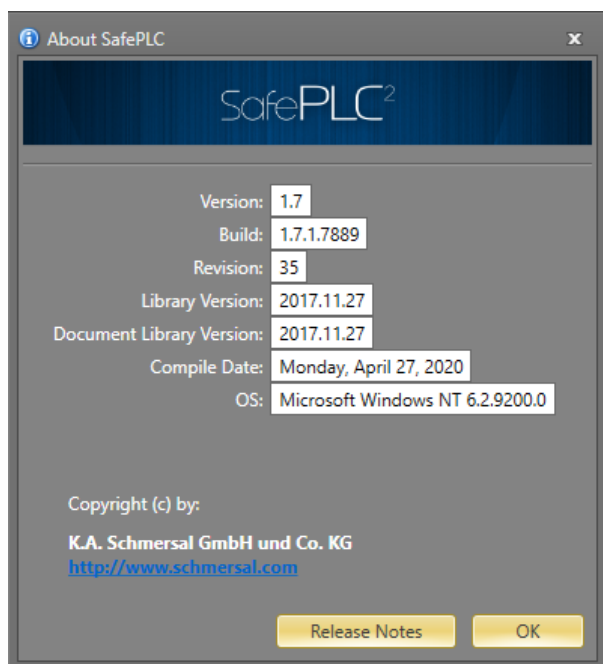 About SafePLC
x
SafePLC²
Version: 1.7
Build: 1.7.1.7889
Revision: 35
Library Version: 2017.11.27
Document Library Version: 2017.11.27
Compile Date: Monday, April 27, 2020
OS: Microsoft Windows NT 6.2.9200.0
Copyright (c) by:
K.A. Schmersal GmbH und Co. KG
http://www.schmersal.com
Release Notes OK